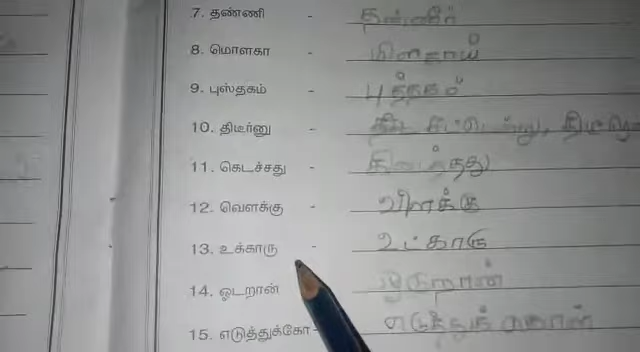 7. தண்ணி - தண்ணீர்
8. மொளகா - மிளகாய்
9. புஸ்தகம் - புத்தகம்
10. திடீர்னு -
11. கெடச்சது - கிடைத்தது
12. வெளக்கு - விளக்கு
13. உக்காரு - உட்காரு
14. ஓடறான்
15. எடுத்துக்கோ -